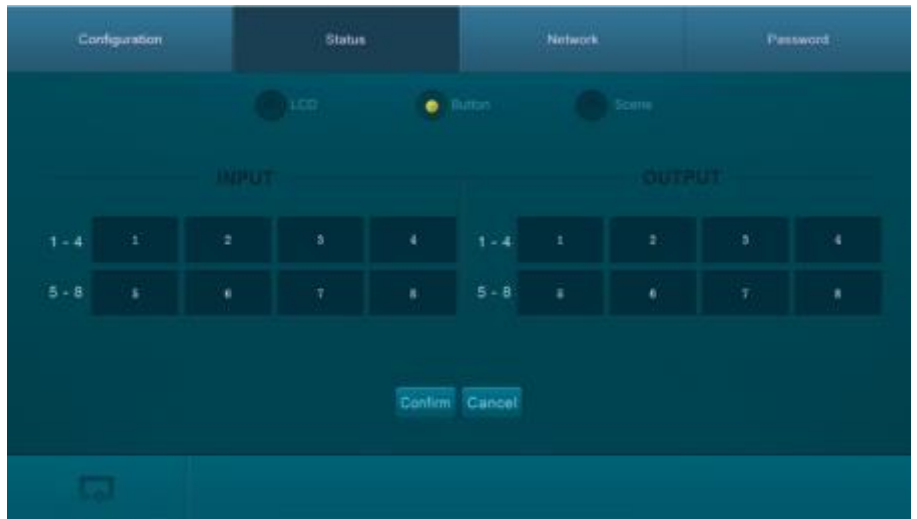 Configuration Status Network Password
LCD Button Scene
INPUT OUTPUT
1 - 4 1 2 3 4 1 - 4 1 2 3 4
5 - 8 5 6 7 8 5 - 8 5 6 7 8
Confirm Cancel